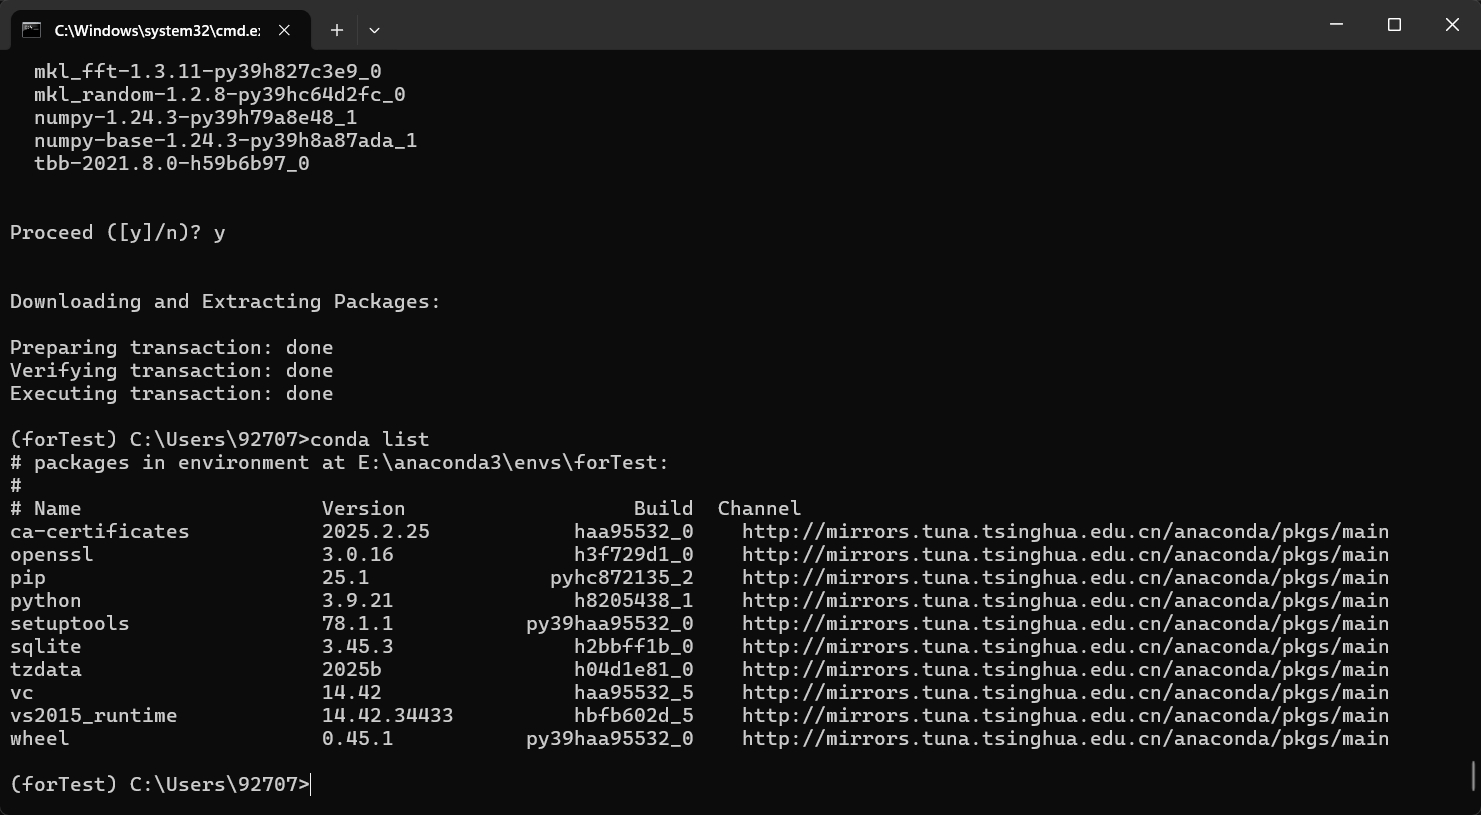 C:\Windows\system32\cmd.e
mkl_fft-1.3.11-py39h827c3e9_0
mkl_random-1.2.8-py39hc64d2fc_0
numpy-1.24.3-py39h79a8e48_1
numpy-base-1.24.3-py39h8a87ada_1
tbb-2021.8.0-h59b6b97_0
Proceed ([y]/n)? y
Downloading and Extracting Packages:
Preparing transaction: done
Verifying transaction: done
Executing transaction: done
(forTest) C:\Users\92707>conda list
# packages in environment at E:\anaconda3\envs\forTest:
#
# Name Version Build Channel
ca-certificates 2025.2.25 haa95532_0 http://mirrors.tuna.tsinghua.edu.cn/anaconda/pkgs/main
openssl 3.0.16 h3f729d1_0 http://mirrors.tuna.tsinghua.edu.cn/anaconda/pkgs/main
pip 25.1 pyhc872135_2 http://mirrors.tuna.tsinghua.edu.cn/anaconda/pkgs/main
python 3.9.21 h8205438_1 http://mirrors.tuna.tsinghua.edu.cn/anaconda/pkgs/main
setuptools 78.1.1 py39haa95532_0 http://mirrors.tuna.tsinghua.edu.cn/anaconda/pkgs/main
sqlite 3.45.3 h2bbff1b_0 http://mirrors.tuna.tsinghua.edu.cn/anaconda/pkgs/main
tzdata 2025b h04d1e81_0 http://mirrors.tuna.tsinghua.edu.cn/anaconda/pkgs/main
vc 14.42 haa95532_5 http://mirrors.tuna.tsinghua.edu.cn/anaconda/pkgs/main
vs2015_runtime 14.42.34433 hbfb602d_5 http://mirrors.tuna.tsinghua.edu.cn/anaconda/pkgs/main
wheel 0.45.1 py39haa95532_0 http://mirrors.tuna.tsinghua.edu.cn/anaconda/pkgs/main
(forTest) C:\Users\92707>